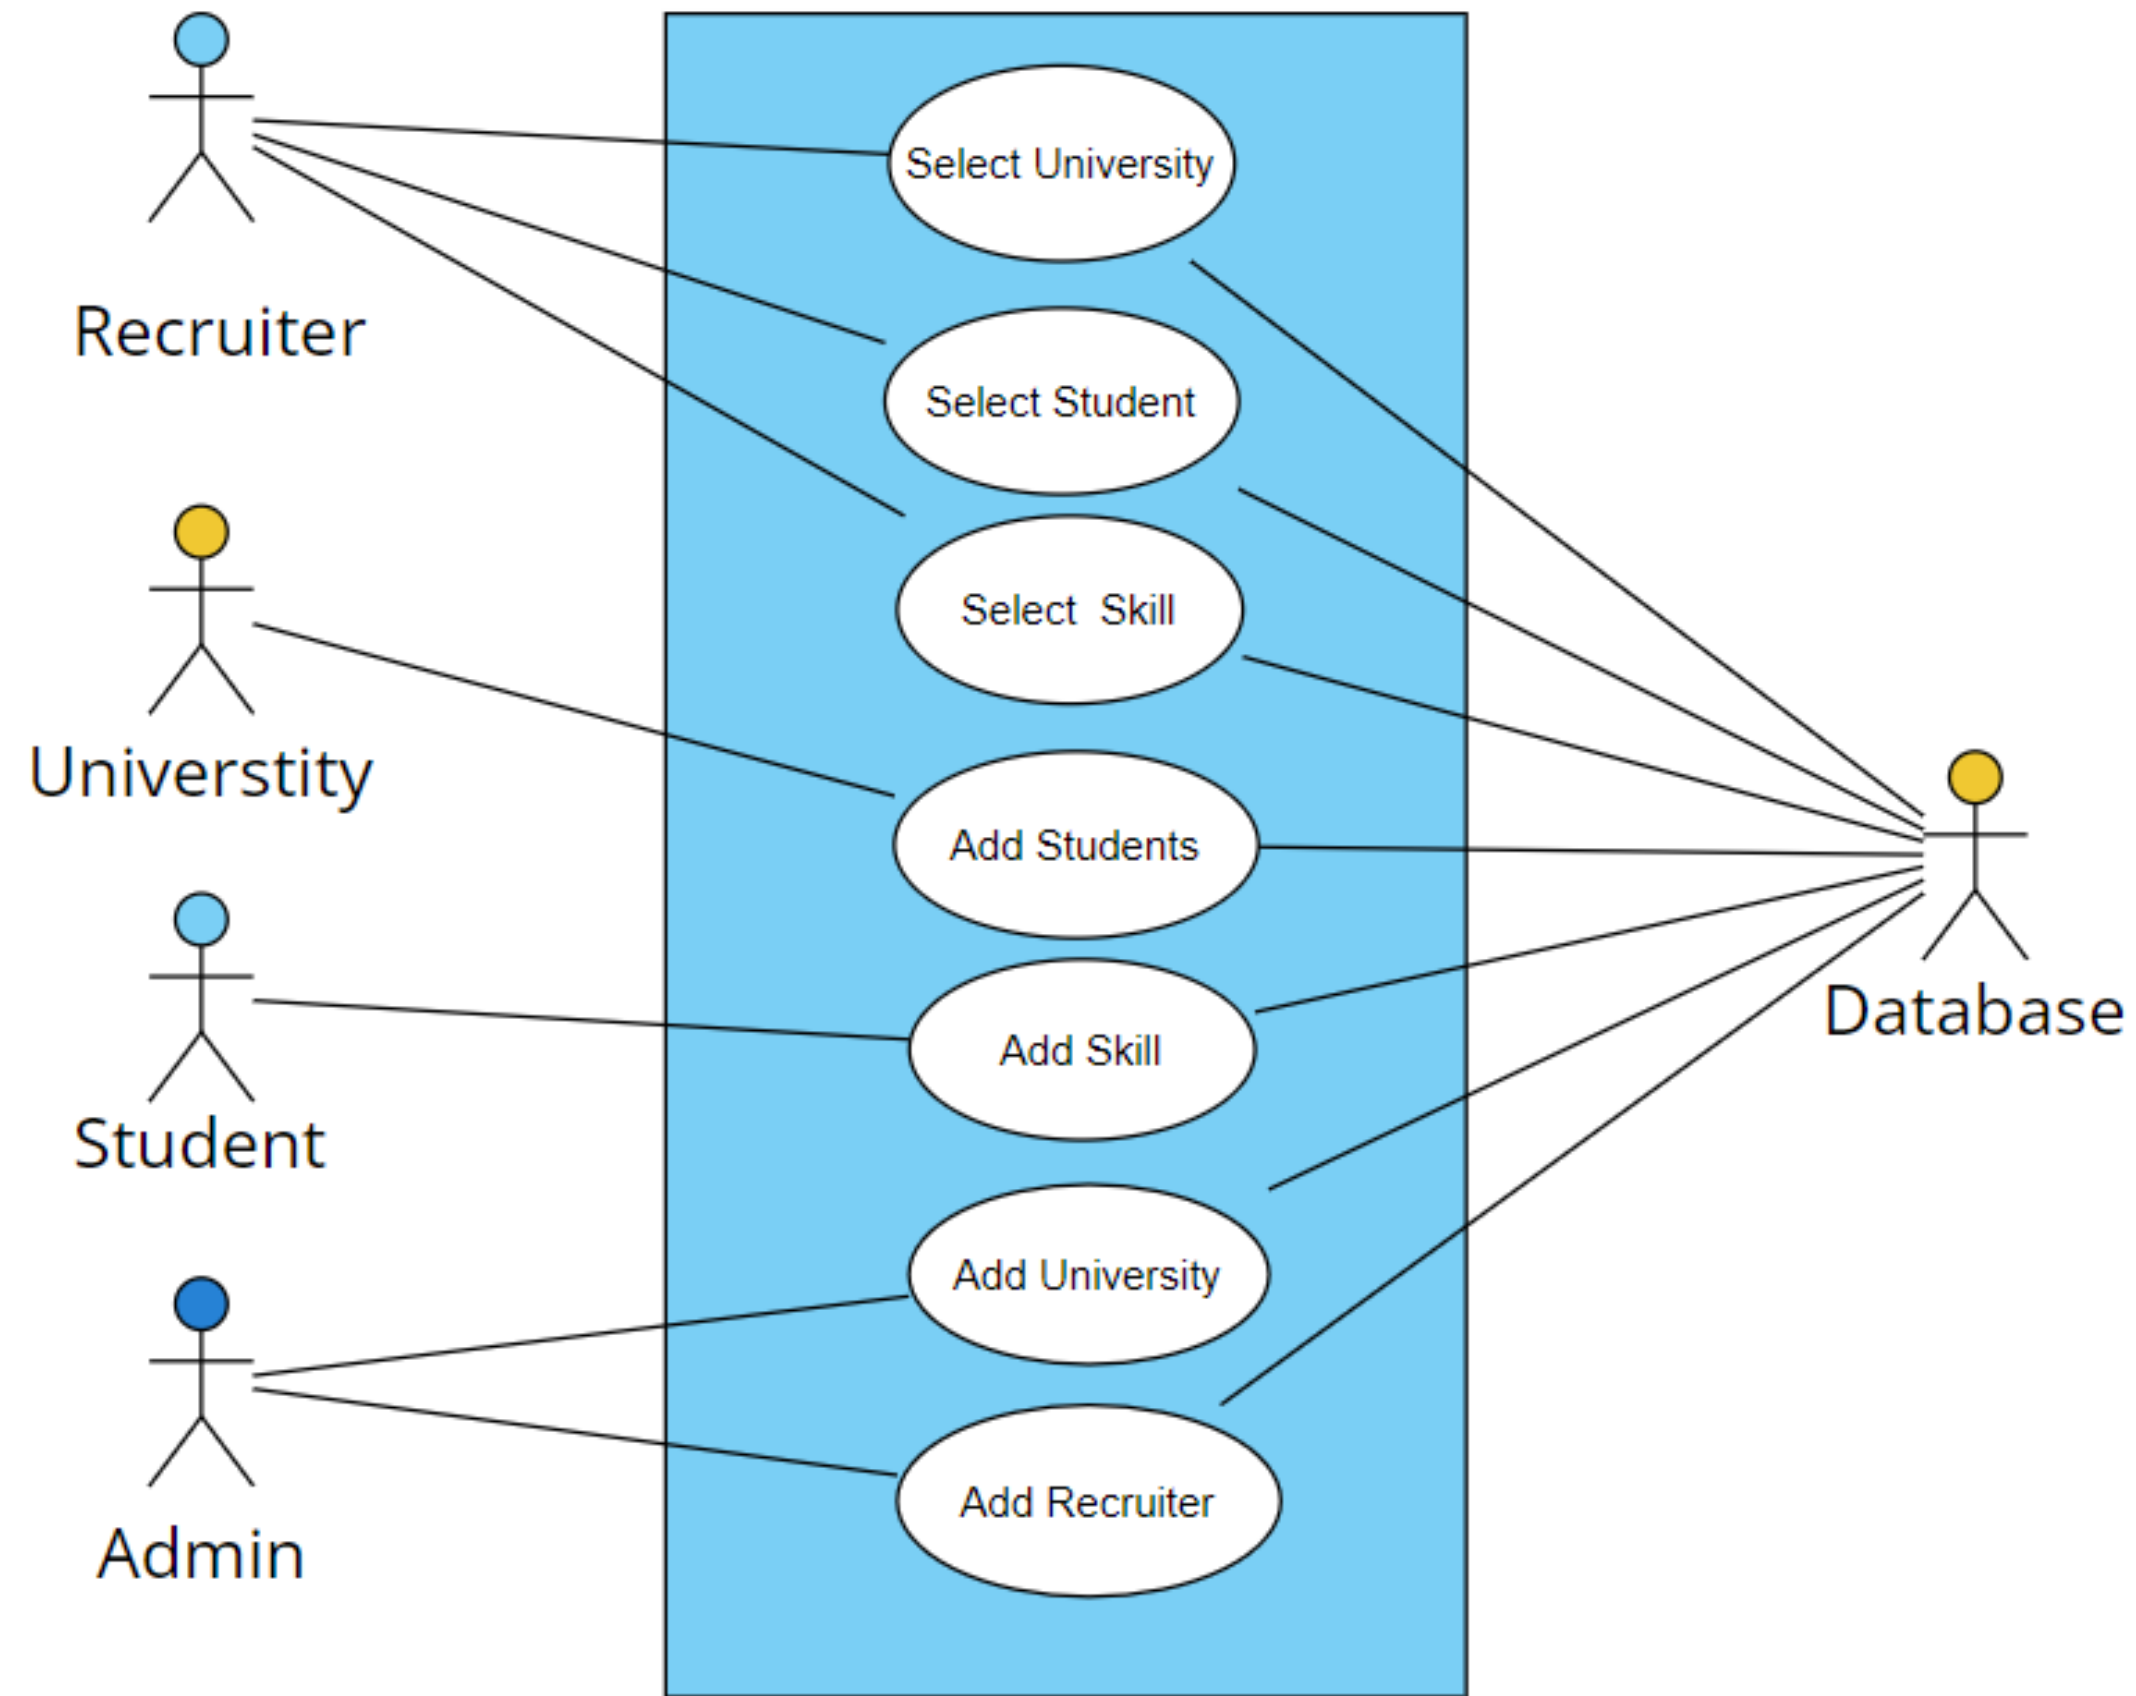 Recruiter
Universtity
Student
Admin
Select University
Select Student
Select  Skill
Add Students
Add Skill
Add University
Add Recruiter
Database